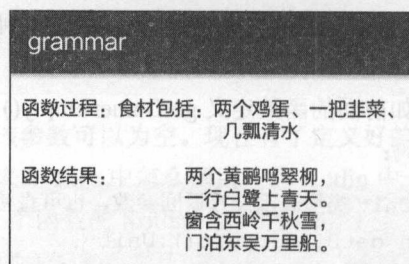 grammar
函数过程：食材包括：两个鸡蛋、一把韭菜、
几瓢清水
函数结果：两个黄鹂鸣翠柳，
一行白鹭上青天，
窗含西岭千秋雪，
门泊东吴万里船。